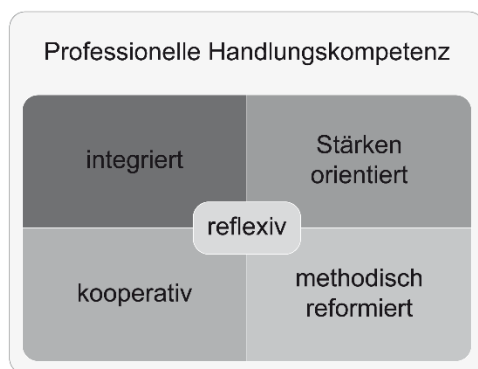 Professionelle Handlungskompetenz
integriert
Stärken
orientiert
reflexiv
kooperativ
methodisch
reformiert